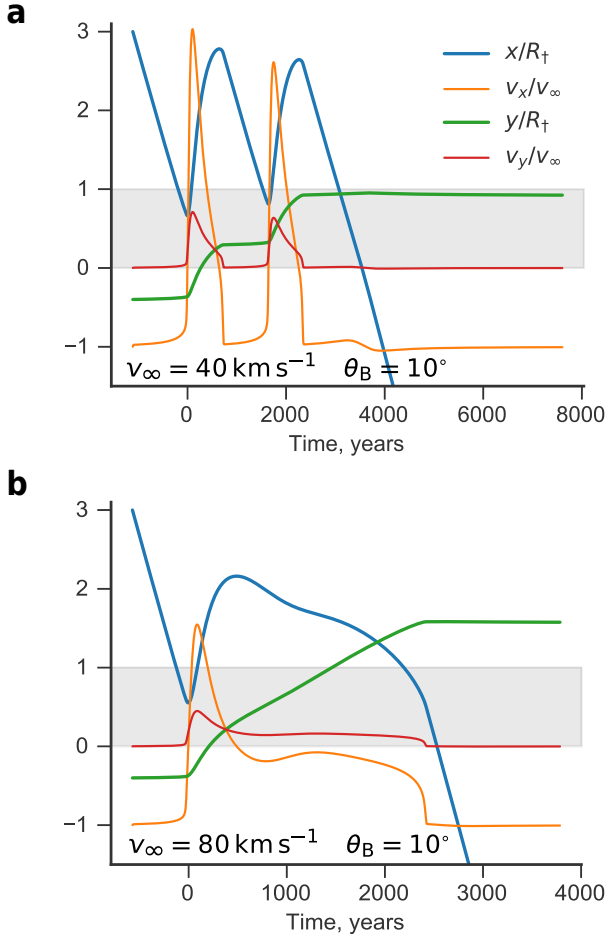 a
3
2
1
0
−1
x/R†
vx/v∞
y/R†
vy/v∞
v∞ = 40 km s−1 θB = 10°
0 2000 4000 6000 8000
Time, years
b
3
2
1
0
−1
v∞ = 80 km s−1 θB = 10°
0 1000 2000 3000 4000
Time, years